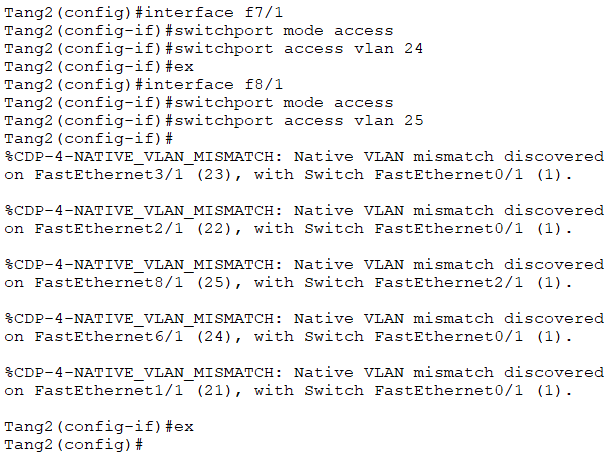 Tang2(config)#interface f7/1
Tang2(config-if)#switchport mode access
Tang2(config-if)#switchport access vlan 24
Tang2(config-if)#ex
Tang2(config)#interface f8/1
Tang2(config-if)#switchport mode access
Tang2(config-if)#switchport access vlan 25
Tang2(config-if)#
%CDP-4-NATIVE_VLAN_MISMATCH: Native VLAN mismatch discovered
on FastEthernet3/1 (23), with Switch FastEthernet0/1 (1).
%CDP-4-NATIVE_VLAN_MISMATCH: Native VLAN mismatch discovered
on FastEthernet2/1 (22), with Switch FastEthernet0/1 (1).
%CDP-4-NATIVE_VLAN_MISMATCH: Native VLAN mismatch discovered
on FastEthernet8/1 (25), with Switch FastEthernet2/1 (1).
%CDP-4-NATIVE_VLAN_MISMATCH: Native VLAN mismatch discovered
on FastEthernet6/1 (24), with Switch FastEthernet0/1 (1).
%CDP-4-NATIVE_VLAN_MISMATCH: Native VLAN mismatch discovered
on FastEthernet1/1 (21), with Switch FastEthernet0/1 (1).
Tang2(config-if)#ex
Tang2(config)#